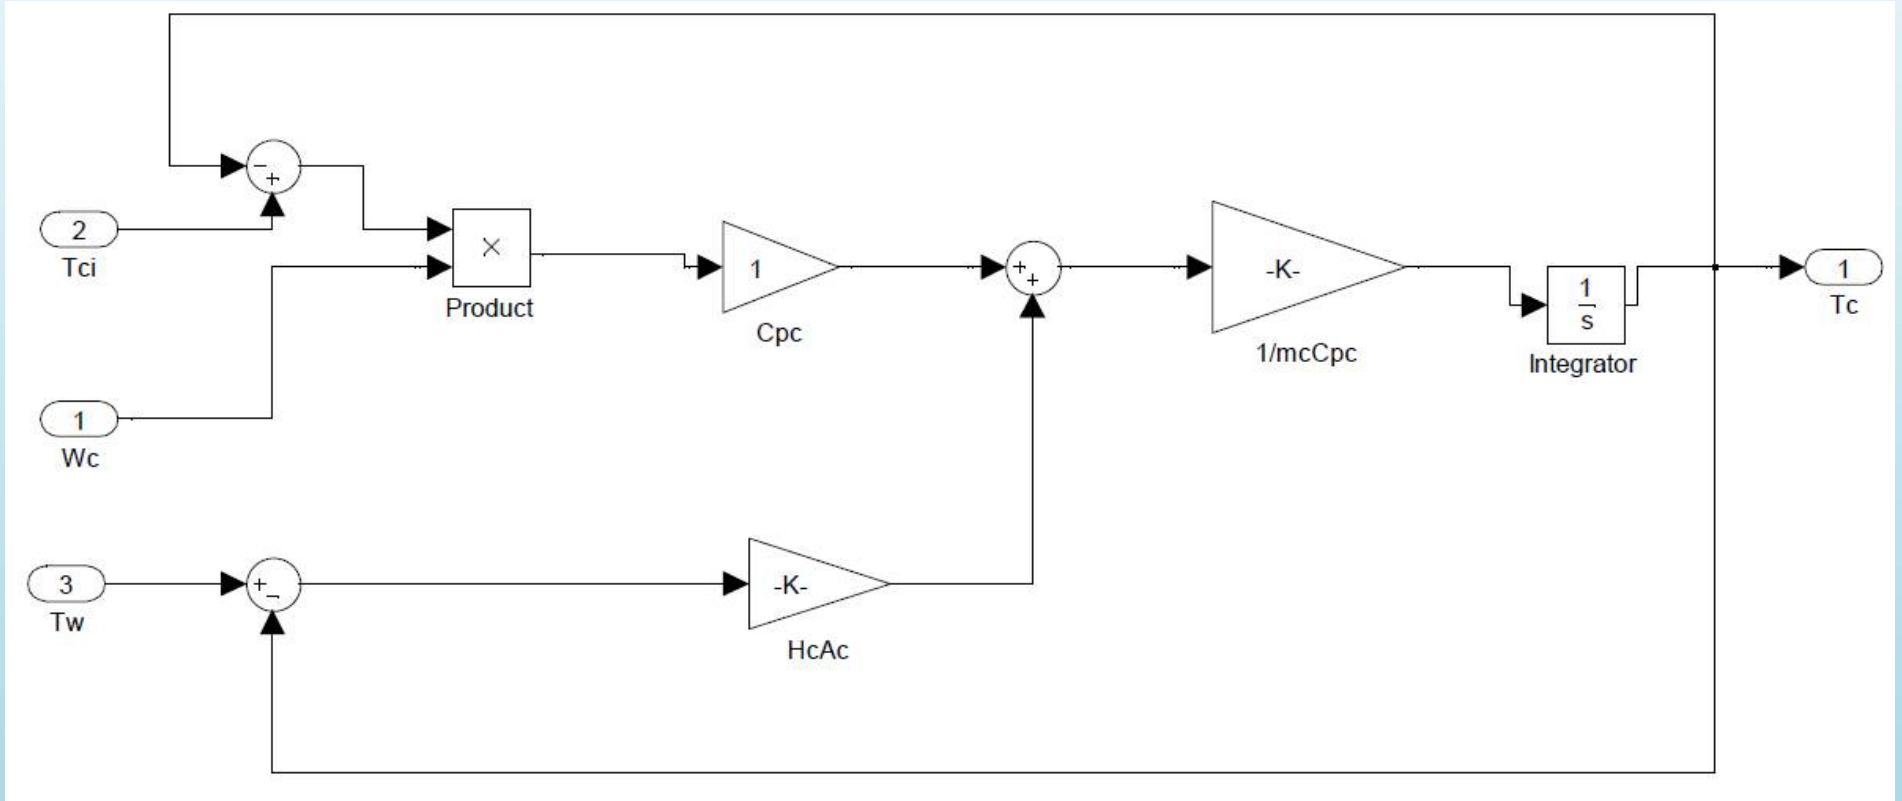 −
+
2
Tci
×
Product
1
Cpc
+
+
-K-
1/mcCpc
1
s
Integrator
1
Tc
1
Wc
3
Tw
+
−
-K-
HcAc